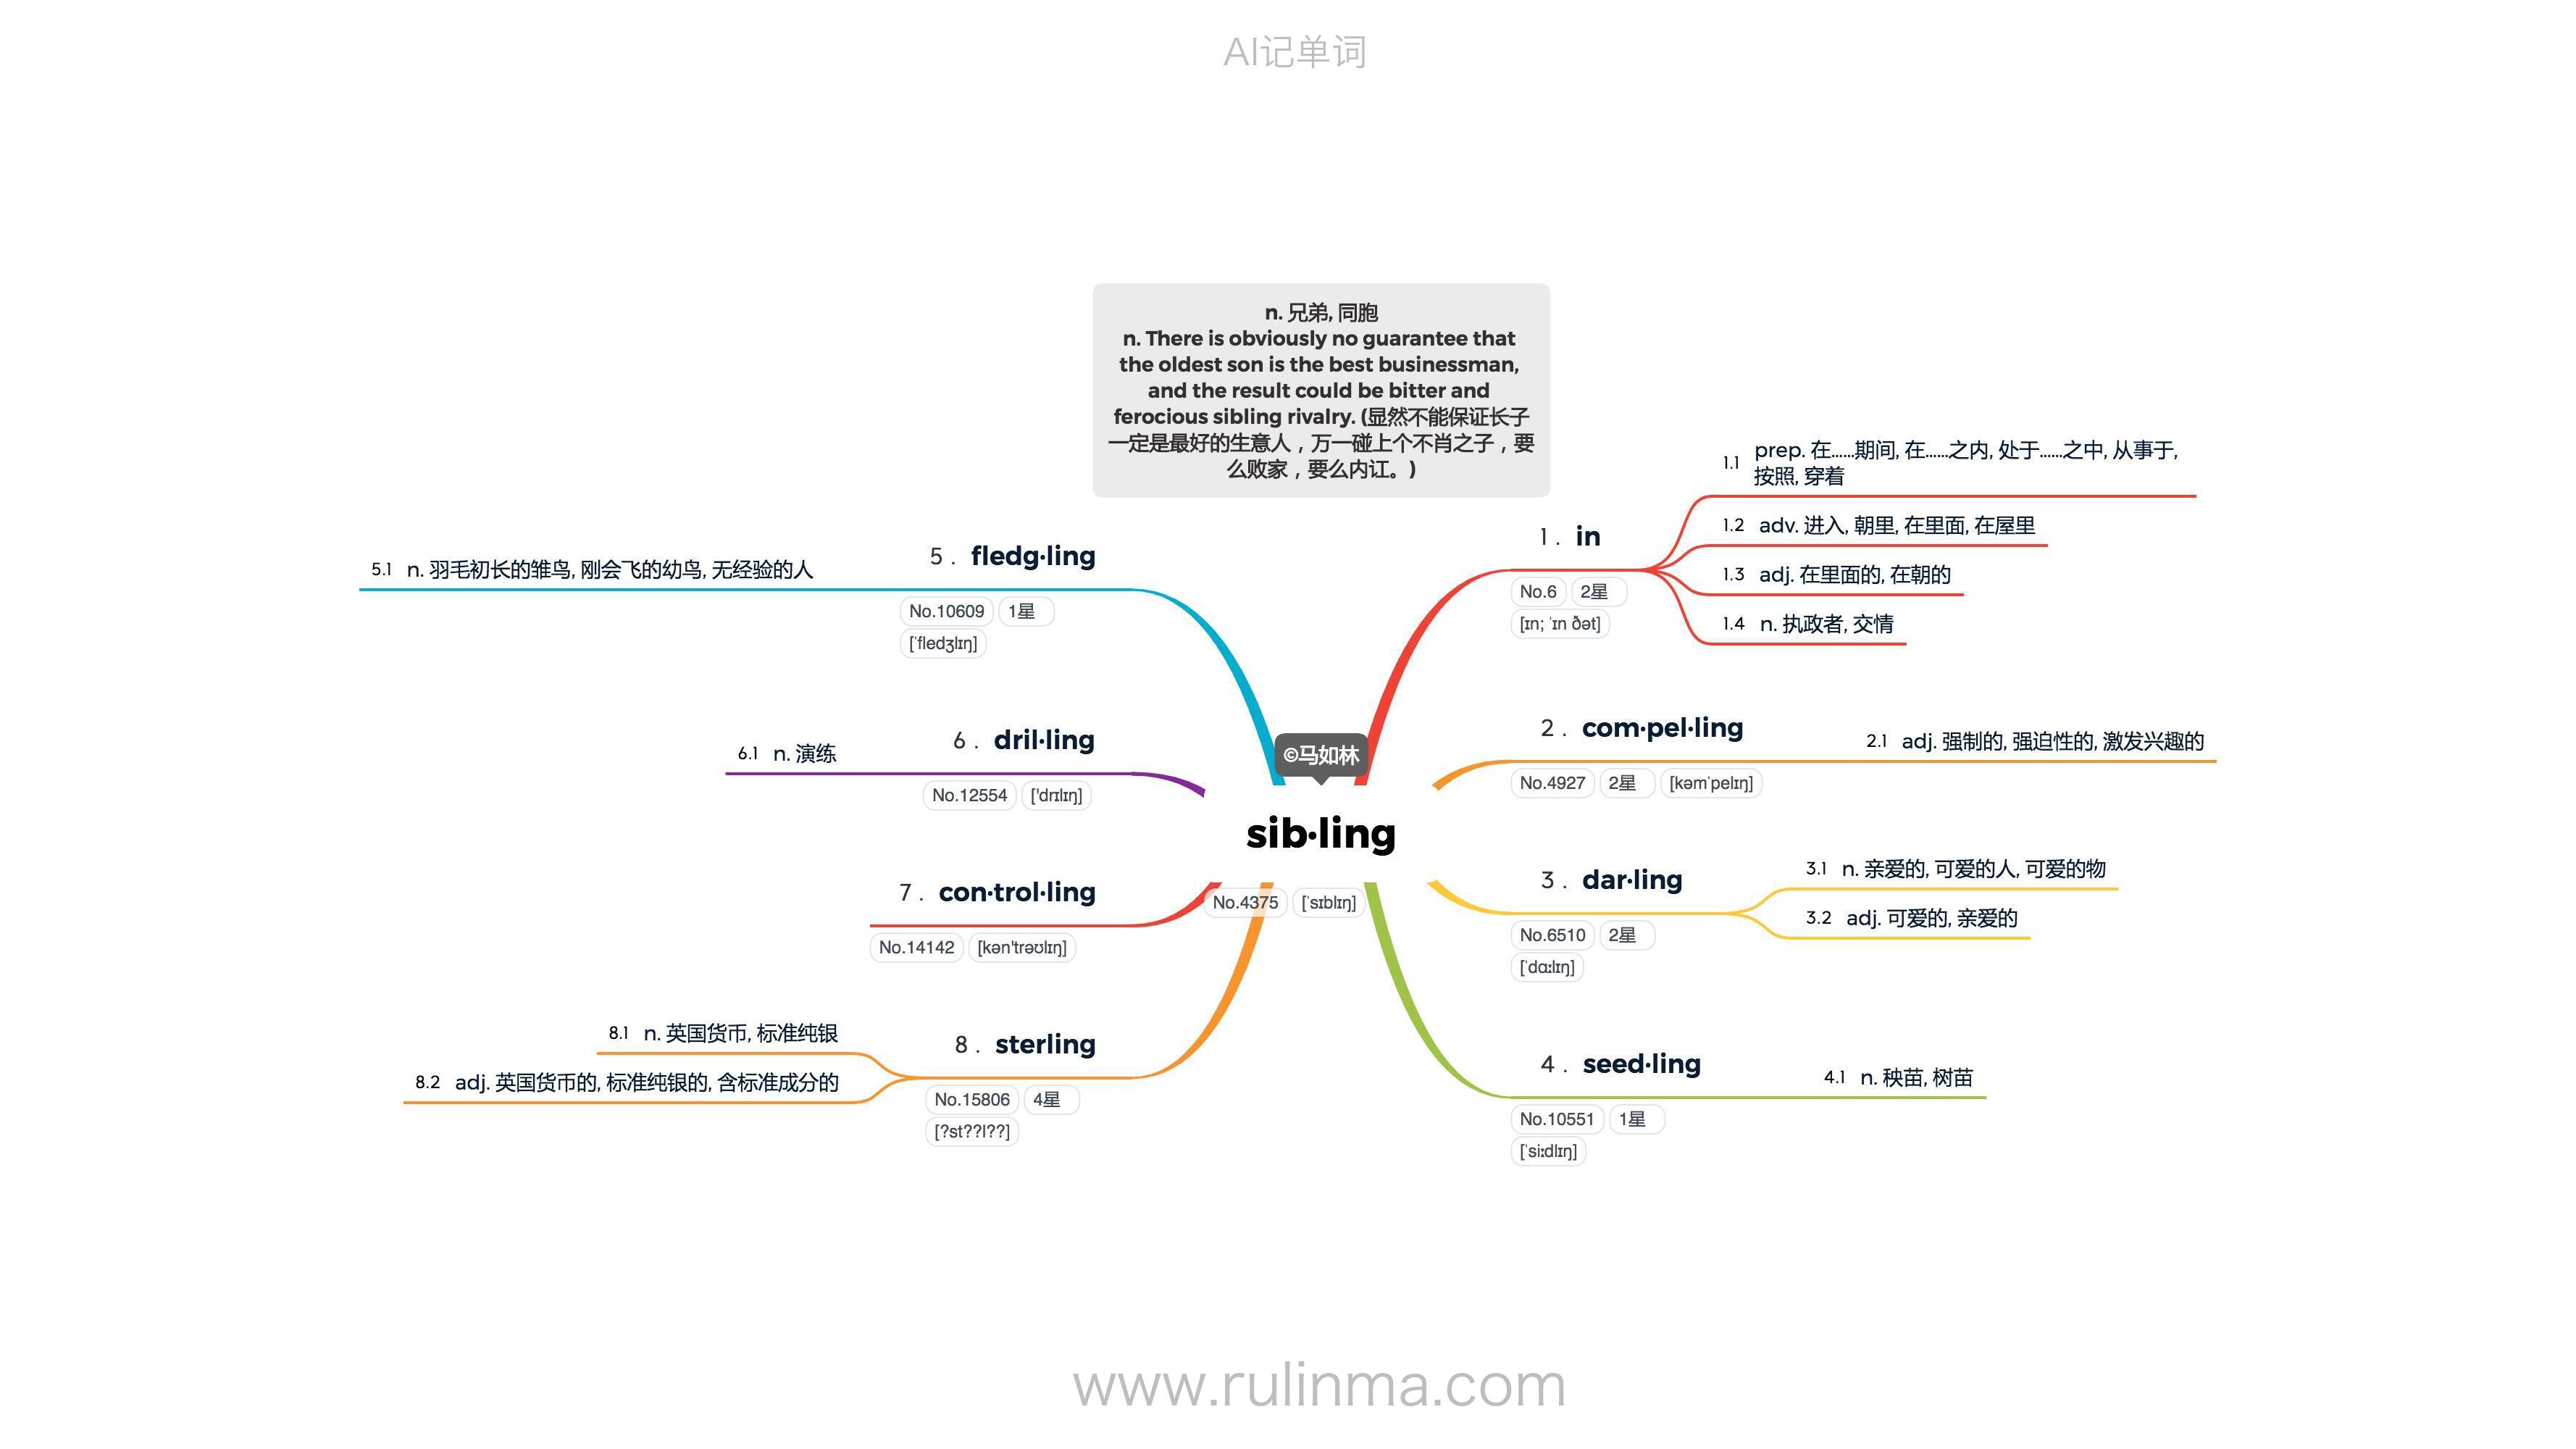 AI记单词
n. 兄弟, 同胞
n. There is obviously no guarantee that
the oldest son is the best businessman,
and the result could be bitter and
ferocious sibling rivalry. (显然不能保证长子
一定是最好的生意人，万一碰上个不肖之子，要
么败家，要么内讧。)
©马如林
sib·ling
No.4375 [ˈsɪblɪŋ]
1. in
No.6 2星
[ɪn; ˈɪn ðət]
1.1 prep. 在……期间, 在……之内, 处于……之中, 从事于,
按照, 穿着
1.2 adv. 进入, 朝里, 在里面, 在屋里
1.3 adj. 在里面的, 在朝的
1.4 n. 执政者, 交情
2. com·pel·ling
No.4927 2星 [kəmˈpelɪŋ]
2.1 adj. 强制的, 强迫性的, 激发兴趣的
3. dar·ling
No.6510 2星
[ˈdɑːlɪŋ]
3.1 n. 亲爱的, 可爱的人, 可爱的物
3.2 adj. 可爱的, 亲爱的
4. seed·ling
No.10551 1星
[ˈsiːdlɪŋ]
4.1 n. 秧苗, 树苗
5. fledg·ling
No.10609 1星
[ˈfledʒlɪŋ]
5.1 n. 羽毛初长的雏鸟, 刚会飞的幼鸟, 无经验的人
6. dril·ling
No.12554 ['drɪlɪŋ]
6.1 n. 演练
7. con·trol·ling
No.14142 [kən'trəʊlɪŋ]
8. sterling
No.15806 4星
[?st??l??]
8.1 n. 英国货币, 标准纯银
8.2 adj. 英国货币的, 标准纯银的, 含标准成分的
www.rulinma.com